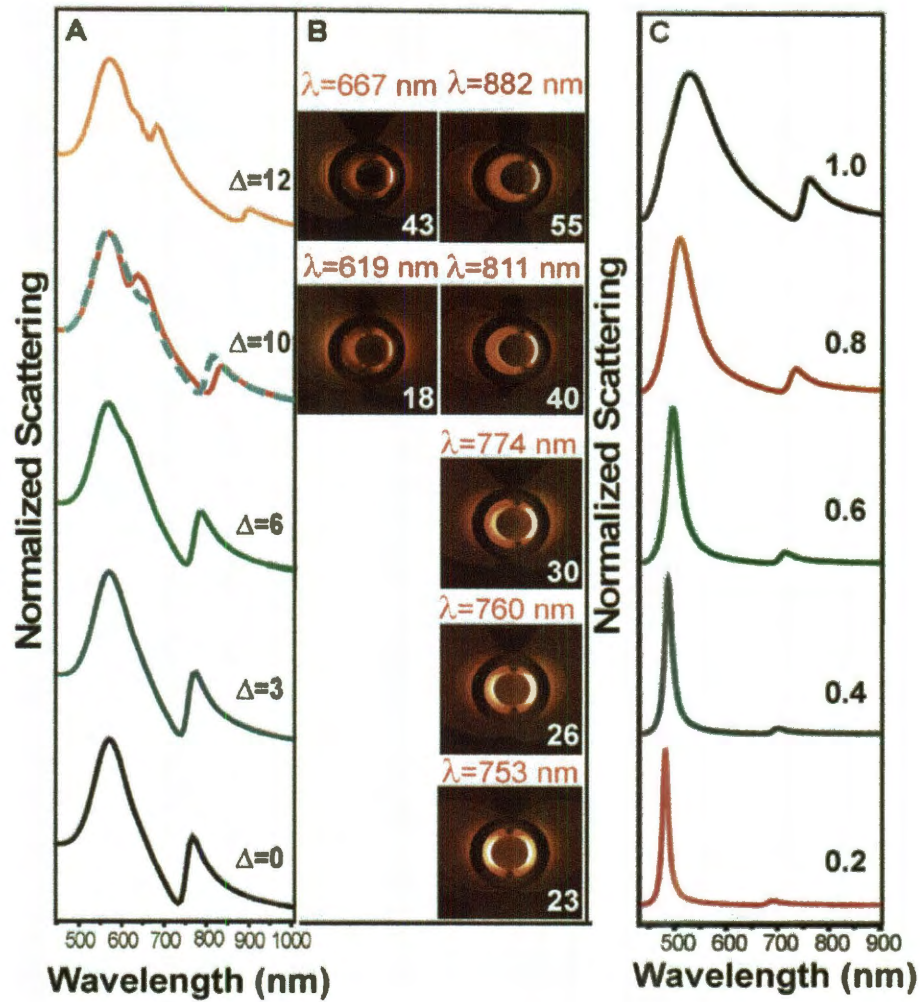 A
Normalized Scattering
Δ=12
Δ=10
Δ=6
Δ=3
Δ=0
500 600 700 800 900 1000
Wavelength (nm)
B
λ=667 nm λ=882 nm
43 55
λ=619 nm λ=811 nm
18 40
λ=774 nm
30
λ=760 nm
26
λ=753 nm
23
C
Normalized Scattering
1.0
0.8
0.6
0.4
0.2
500 600 700 800 900
Wavelength (nm)